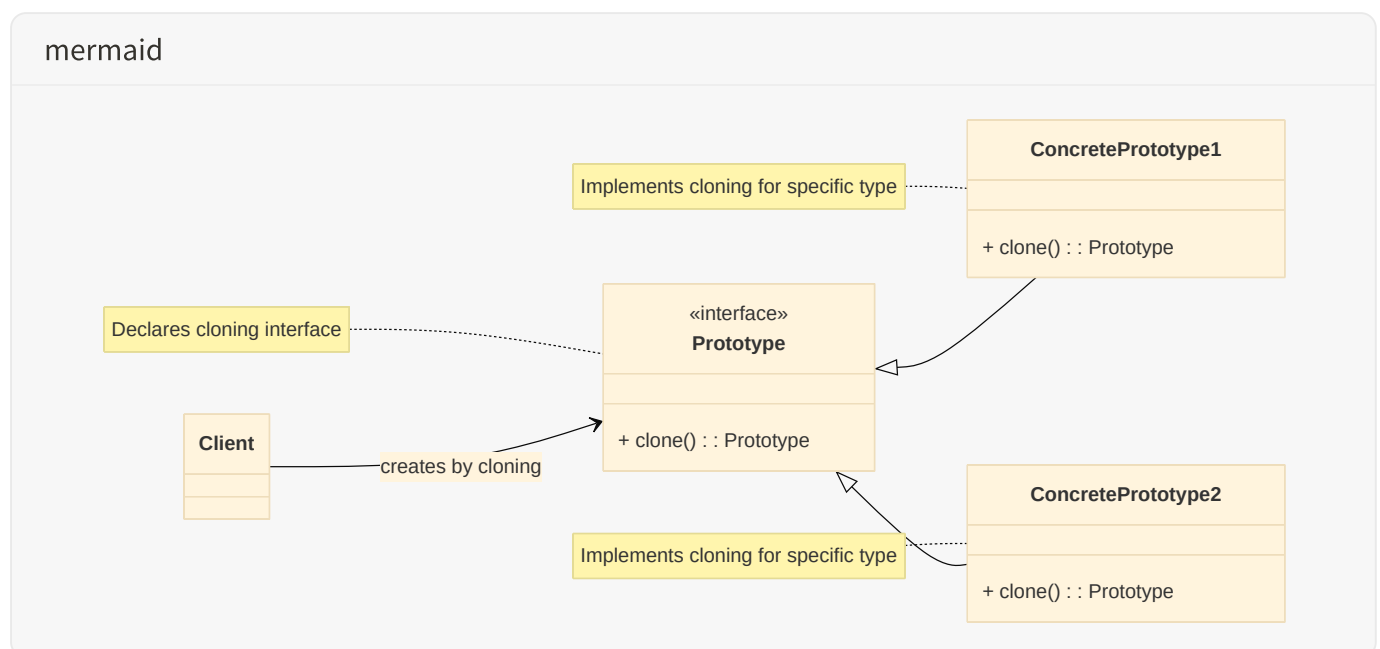 mermaid
ConcretePrototype1
Implements cloning for specific type
+ clone() : : Prototype
«interface»
Declares cloning interface
Prototype
+ clone() : : Prototype
Client
creates by cloning
ConcretePrototype2
Implements cloning for specific type
+ clone() : : Prototype